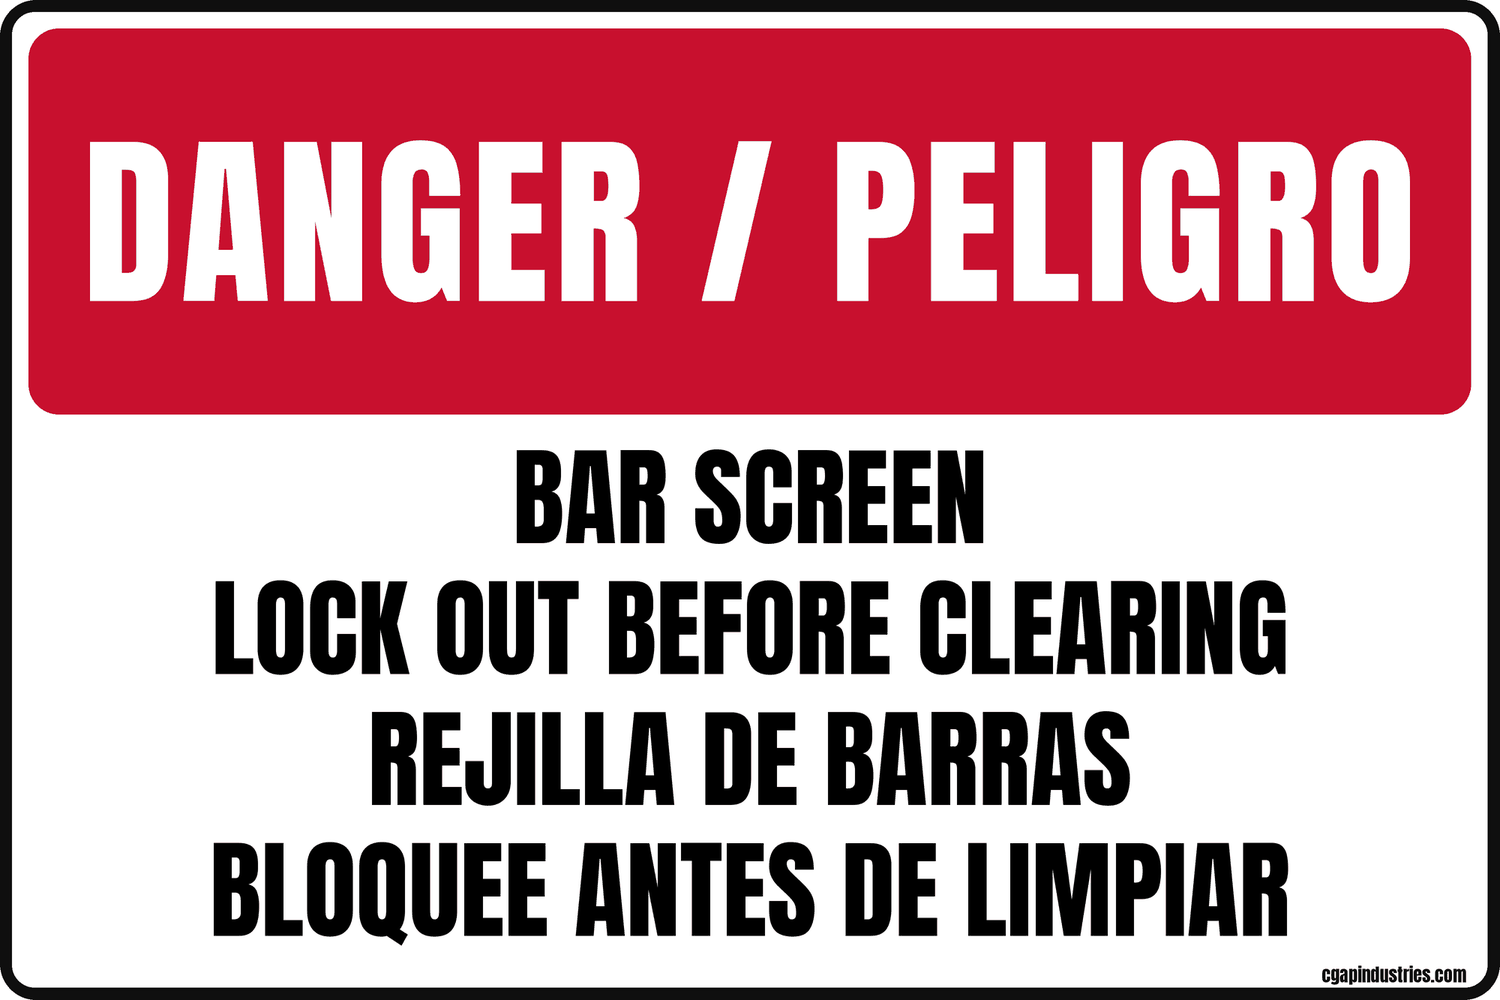 DANGER / PELIGRO
BAR SCREEN
LOCK OUT BEFORE CLEARING
REJILLA DE BARRAS
BLOQUEE ANTES DE LIMPIAR
cgapindustries.com